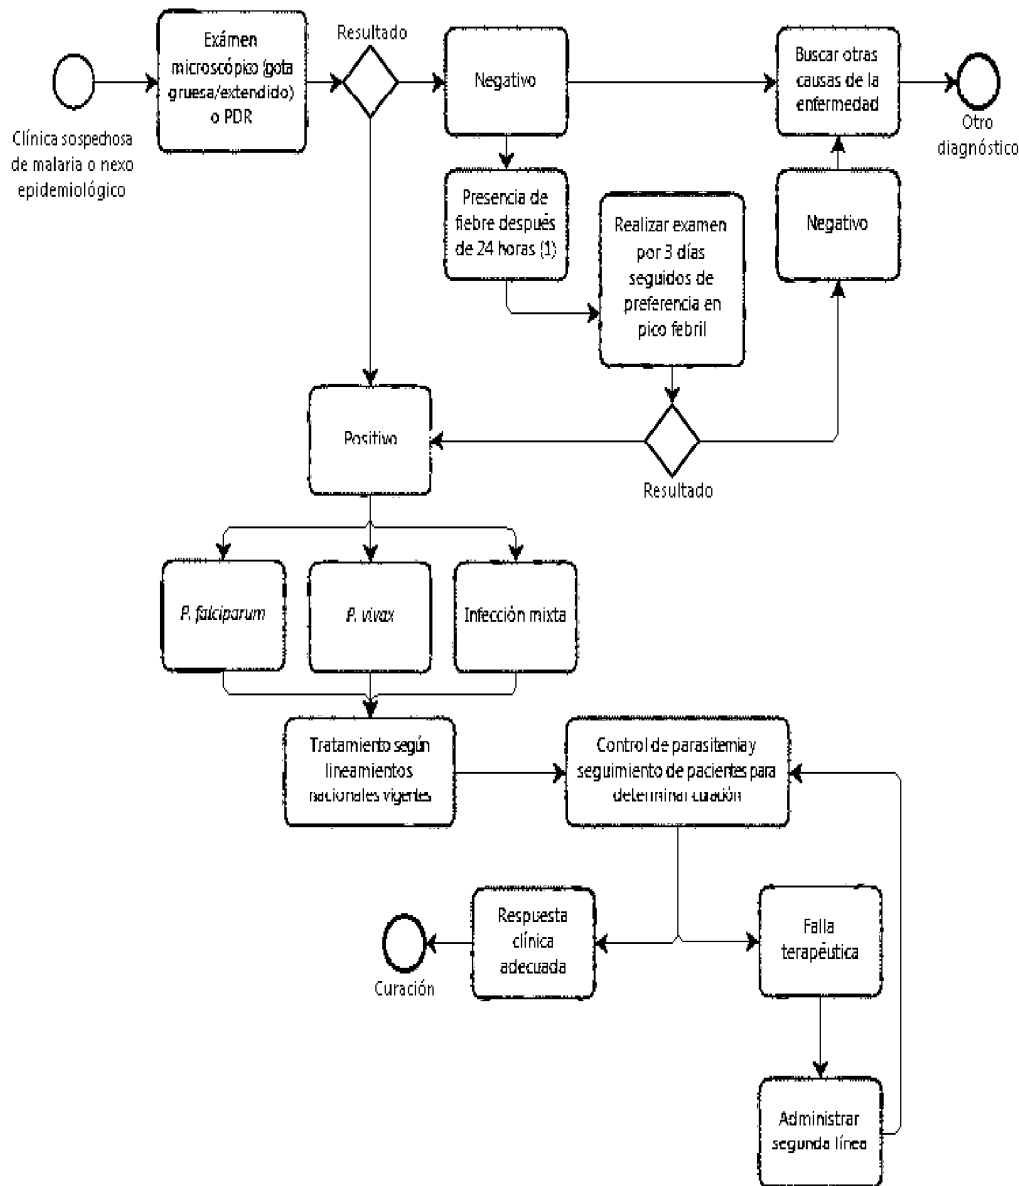 Exámen
microscópico (gota
gruesa/extendido)
o PDR
Resultado
Negativo
Buscar otras
causas de la
enfermedad
Clínica sospechosa
de malaria o nexo
epidemiológico
Otro
diagnóstico
Presencia de
fiebre después
de 24 horas (1)
Realizar examen
por 3 días
seguidos de
preferencia en
pico febril
Negativo
Positivo
Resultado
P. falciparum
P. vivax
Infección mixta
Tratamiento según
lineamientos
nacionales vigentes
Control de parasitemia y
seguimiento de pacientes para
determinar curación
Respuesta
clínica
adecuada
Falla
terapéutica
Curación
Administrar
segunda línea